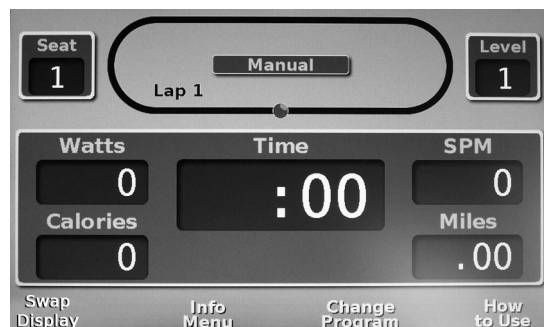 Seat
1
Manual
Lap 1
Level
1
Watts
0
Time
:00
SPM
0
Calories
0
Miles
.00
Swap
Display
Info
Menu
Change
Program
How
to Use